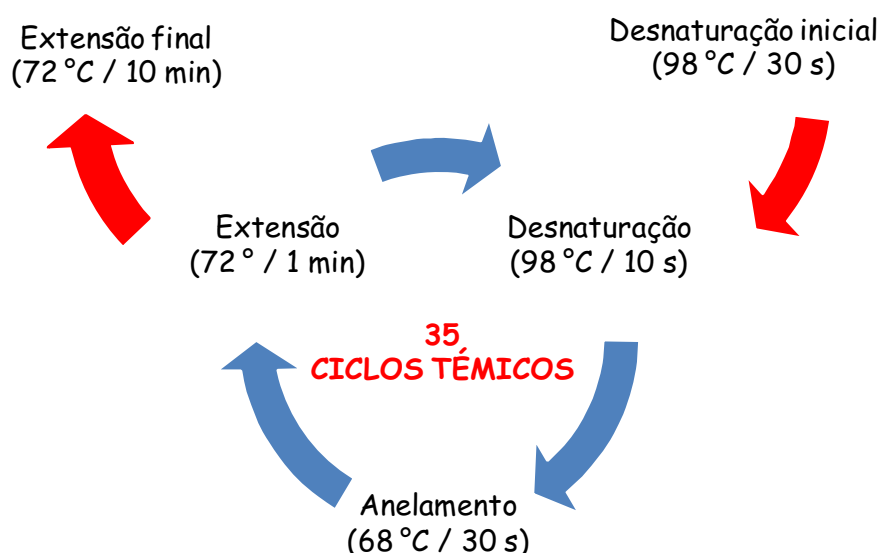 Extensão final
(72 °C / 10 min)
Desnaturação inicial
(98 °C / 30 s)
Extensão
(72 ° / 1 min)
Desnaturação
(98 °C / 10 s)
35
CICLOS TÉMICOS
Anelamento
(68 °C / 30 s)